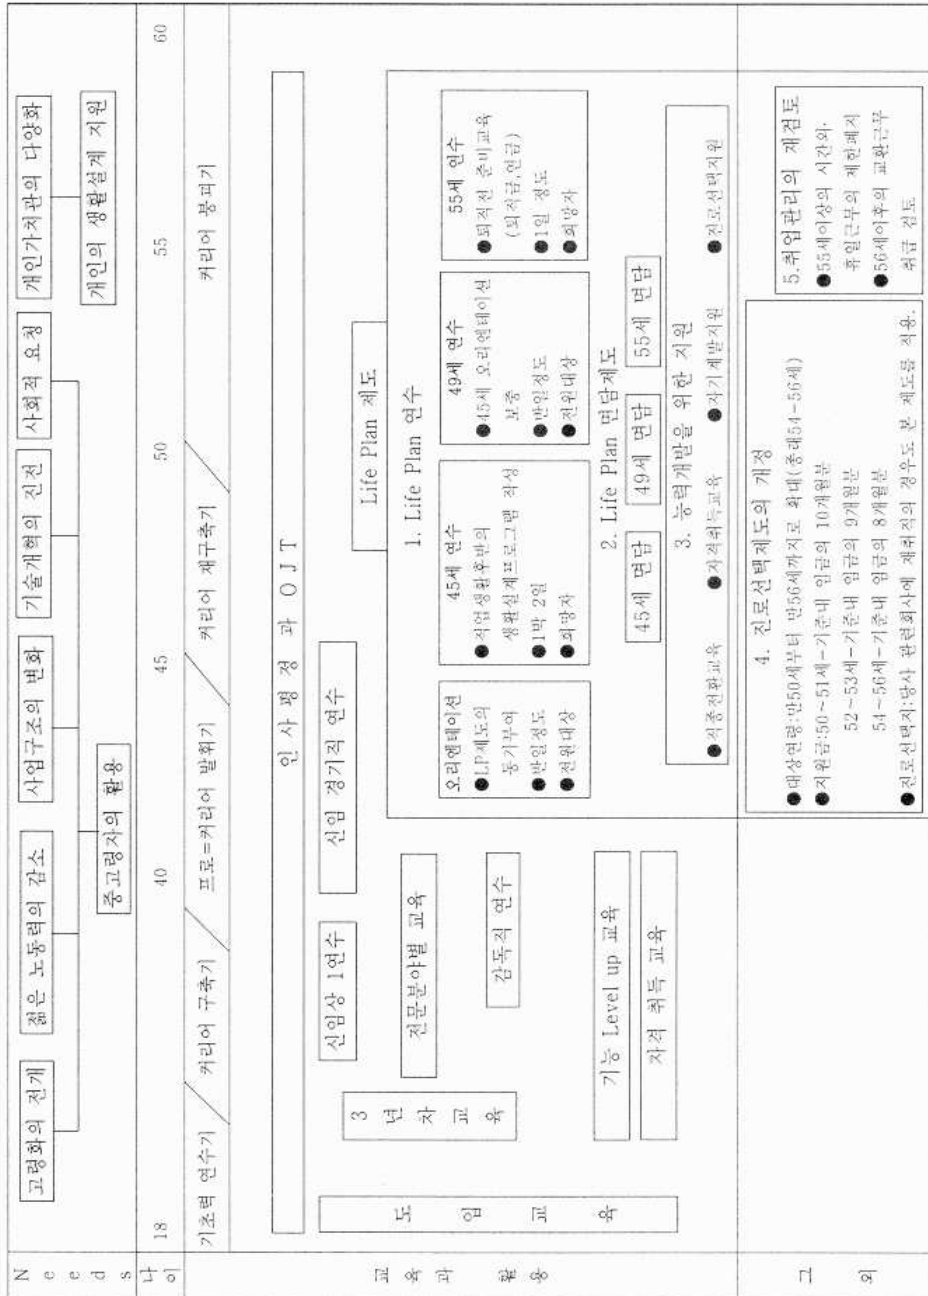 Needs
고령화의 전개
젊은 노동력의 감소
사업구조의 변화
기술개혁의 진전
사회적 요청
개인가치관의 다양화
중고령자의 활용
개인의 생활설계 지원
나이
18
40
45
50
55
60
기초력 연수기
커리어 구축기
프로=커리어 발휘기
커리어 재구축기
커리어 풍피기
교육과 활용
인 사 평 정 과 O J T
도 입 교 육
3 년 차 교 육
신임상 1연수
신임 경기직 연수
전문분야별 교육
감독직 연수
기능 Level up 교육
자격 취득 교육
Life Plan 제도
1. Life Plan 연수
오리엔테이션
●LP제도의
동기부여
●반일정도
●전원대상
45세 연수
●직업생활후반의
생활설계프로그램 작성
●1박 2일
●희망자
49세 연수
●45세 오리엔테이션
보충
●반일정도
●전원대상
55세 연수
●퇴직전 준비교육
(퇴직금,연금)
●1일 정도
●희망자
2. Life Plan 면담제도
45세 면담
49세 면담
55세 면담
3. 능력개발을 위한 지원
●직종전환교육
●자격취득교육
●자기계발지원
●진로선택지원
그 외
4. 진로선택제도의 개정
●대상연령:만50세부터 만56세까지로 확대(종래54-56세)
●지원금:50~51세-기준내 임금의 10개월분
52~53세-기준내 임금의 9개월분
54~56세-기준내 임금의 8개월분
●진로선택지:당사 관련회사에 재취직의 경우도 본 제도를 적용.
5.취업관리의 재검토
●55세이상의 시간외·
휴일근무의 제한폐지
●56세이후의 교환근무
취급 검토